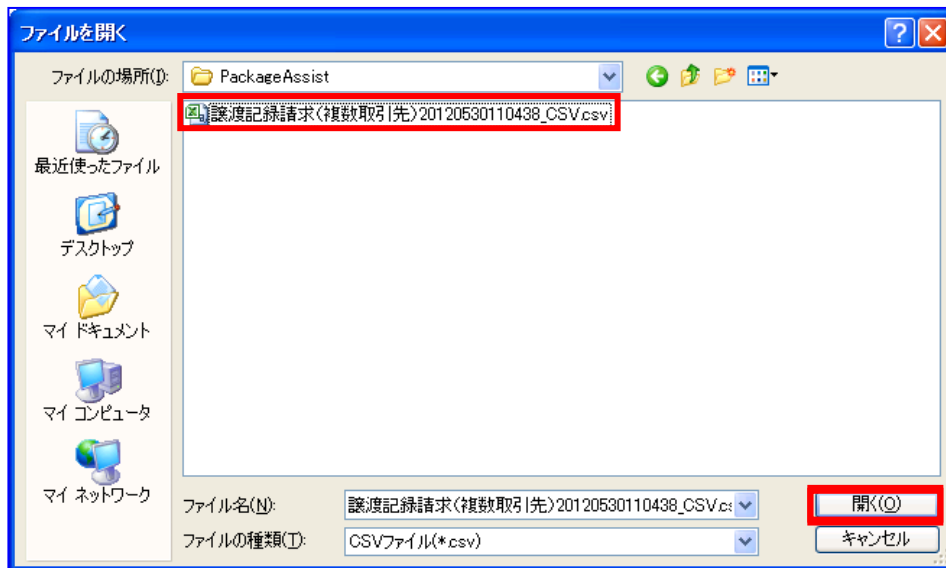 ファイルを開く
ファイルの場所(I):
PackageAssist
譲渡記録請求(複数取引先)20120530110438_CSV.csv
最近使ったファイル
デスクトップ
マイ ドキュメント
マイ コンピュータ
マイ ネットワーク
ファイル名(N):
譲渡記録請求(複数取引先)20120530110438_CSV.cs
開く(O)
ファイルの種類(T):
CSVファイル(*.csv)
キャンセル